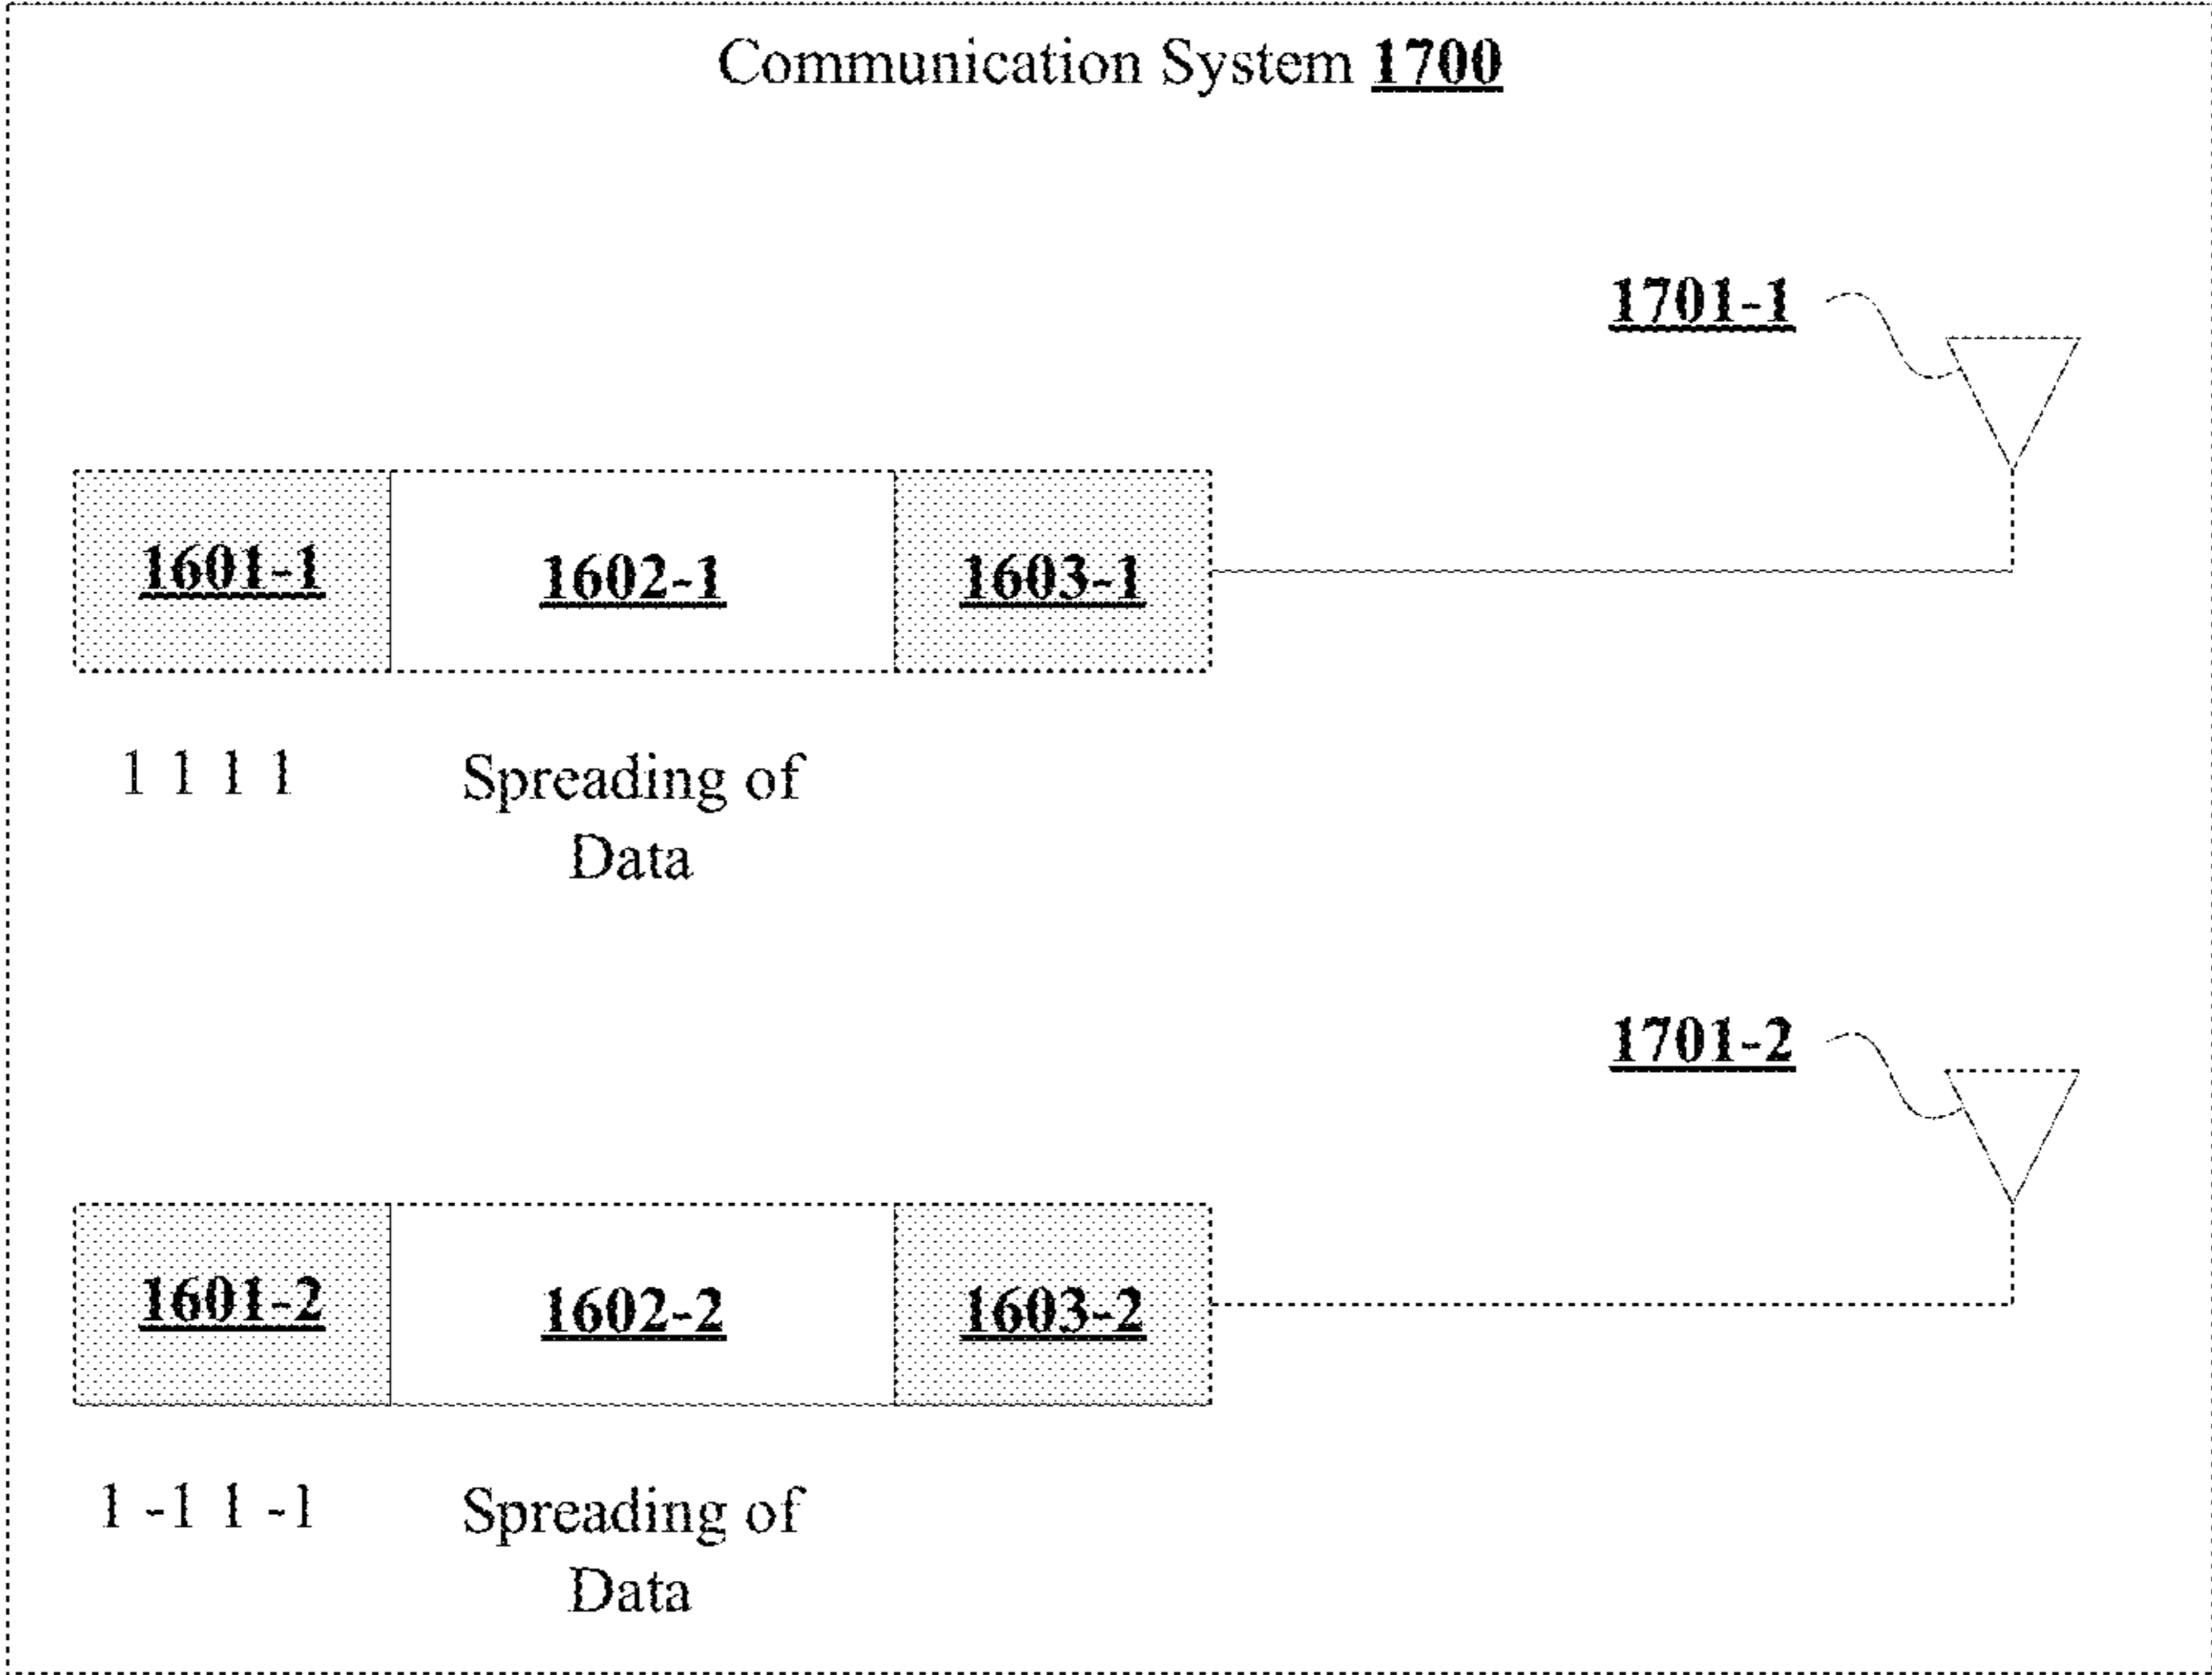 Communication System 1700
1701-1
1601-1 1602-1 1603-1
1 1 1 1 Spreading of
Data
1701-2
1601-2 1602-2 1603-2
1 -1 1 -1 Spreading of
Data